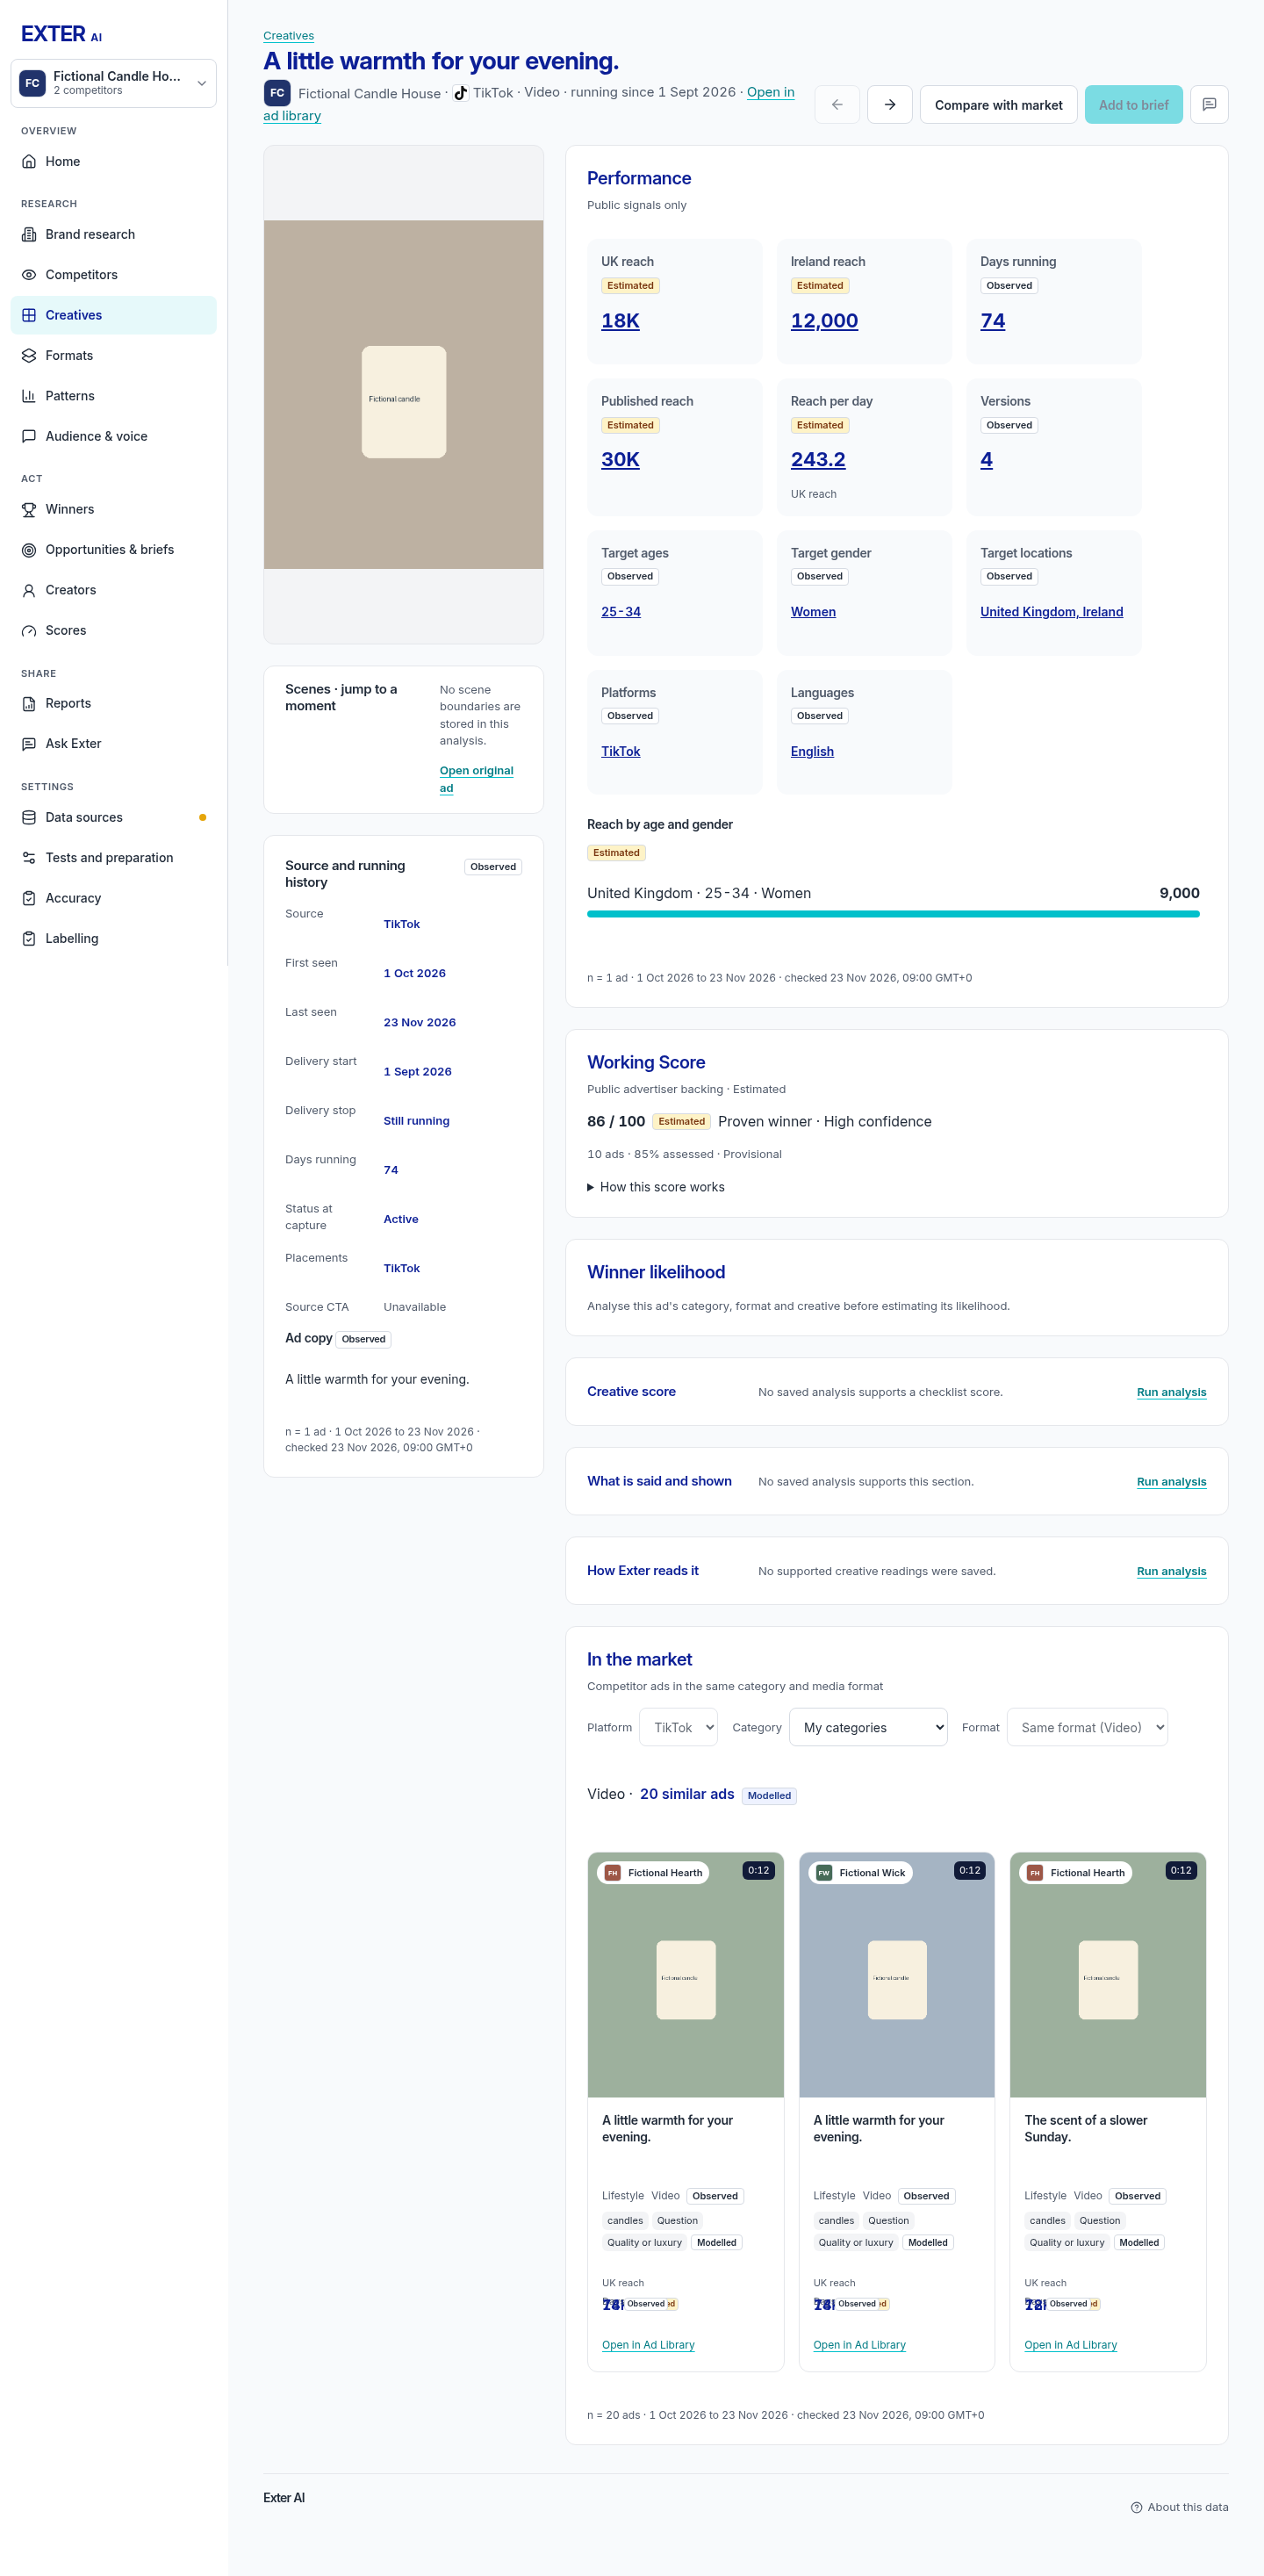 EXTER AI
FC
Fictional Candle Ho...
2 competitors
OVERVIEW
Home
RESEARCH
Brand research
Competitors
Creatives
Formats
Patterns
Audience & voice
ACT
Winners
Opportunities & briefs
Creators
Scores
SHARE
Reports
Ask Exter
SETTINGS
Data sources
Tests and preparation
Accuracy
Labelling
Creatives
A little warmth for your evening.
FC Fictional Candle House · TikTok · Video · running since 1 Sept 2026 · Open in
ad library
Compare with market
Add to brief
Fictional candle
Scenes · jump to a
moment
No scene
boundaries are
stored in this
analysis.
Open original
ad
Source and running
history
Observed
Source
TikTok
First seen
1 Oct 2026
Last seen
23 Nov 2026
Delivery start
1 Sept 2026
Delivery stop
Still running
Days running
74
Status at
capture
Active
Placements
TikTok
Source CTA
Unavailable
Ad copy Observed
A little warmth for your evening.
n = 1 ad · 1 Oct 2026 to 23 Nov 2026 ·
checked 23 Nov 2026, 09:00 GMT+0
Performance
Public signals only
UK reach
Estimated
18K
Ireland reach
Estimated
12,000
Days running
Observed
74
Published reach
Estimated
30K
Reach per day
Estimated
243.2
UK reach
Versions
Observed
4
Target ages
Observed
25-34
Target gender
Observed
Women
Target locations
Observed
United Kingdom, Ireland
Platforms
Observed
TikTok
Languages
Observed
English
Reach by age and gender
Estimated
United Kingdom · 25-34 · Women
9,000
n = 1 ad · 1 Oct 2026 to 23 Nov 2026 · checked 23 Nov 2026, 09:00 GMT+0
Working Score
Public advertiser backing · Estimated
86 / 100 Estimated Proven winner · High confidence
10 ads · 85% assessed · Provisional
How this score works
Winner likelihood
Analyse this ad's category, format and creative before estimating its likelihood.
Creative score
No saved analysis supports a checklist score.
Run analysis
What is said and shown
No saved analysis supports this section.
Run analysis
How Exter reads it
No supported creative readings were saved.
Run analysis
In the market
Competitor ads in the same category and media format
Platform TikTok
Category My categories
Format Same format (Video)
Video · 20 similar ads Modelled
FH Fictional Hearth
0:12
Fictional candle
A little warmth for your
evening.
Lifestyle Video Observed
candles Question
Quality or luxury Modelled
UK reach
Observed
Open in Ad Library
FW Fictional Wick
0:12
Fictional candle
A little warmth for your
evening.
Lifestyle Video Observed
candles Question
Quality or luxury Modelled
UK reach
Observed
Open in Ad Library
FH Fictional Hearth
0:12
Fictional candle
The scent of a slower
Sunday.
Lifestyle Video Observed
candles Question
Quality or luxury Modelled
UK reach
Observed
Open in Ad Library
n = 20 ads · 1 Oct 2026 to 23 Nov 2026 · checked 23 Nov 2026, 09:00 GMT+0
Exter AI
About this data